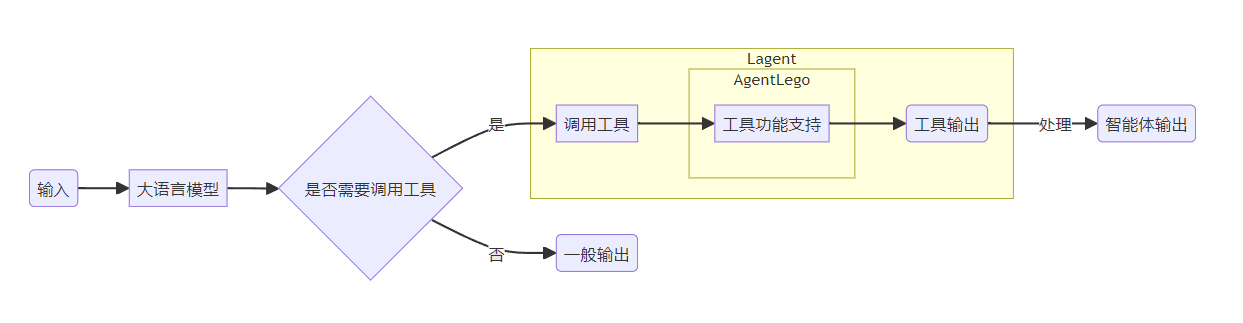 Lagent
AgentLego
是
调用工具
工具功能支持
工具输出
处理
智能体输出
输入
大语言模型
是否需要调用工具
否
一般输出